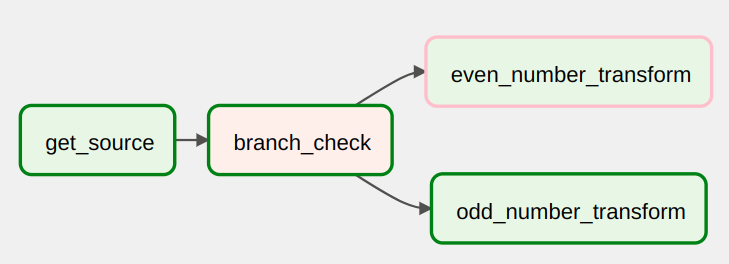 get_source
branch_check
even_number_transform
odd_number_transform